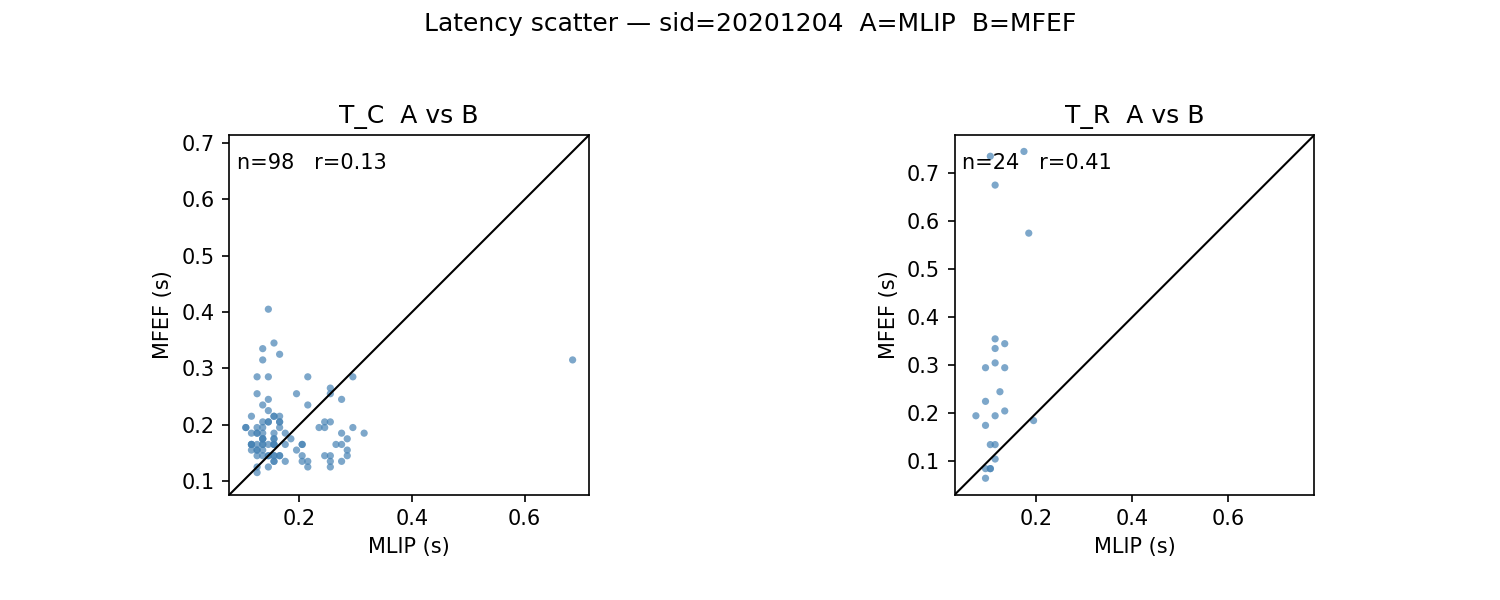 Latency scatter — sid=20201204  A=MLIP  B=MFEF
T_C  A vs B
n=98   r=0.13
0.7
0.6
0.5
0.4
0.3
0.2
0.1
MFEF (s)
0.2 0.4 0.6
MLIP (s)
T_R  A vs B
n=24   r=0.41
0.7
0.6
0.5
0.4
0.3
0.2
0.1
MFEF (s)
0.2 0.4 0.6
MLIP (s)